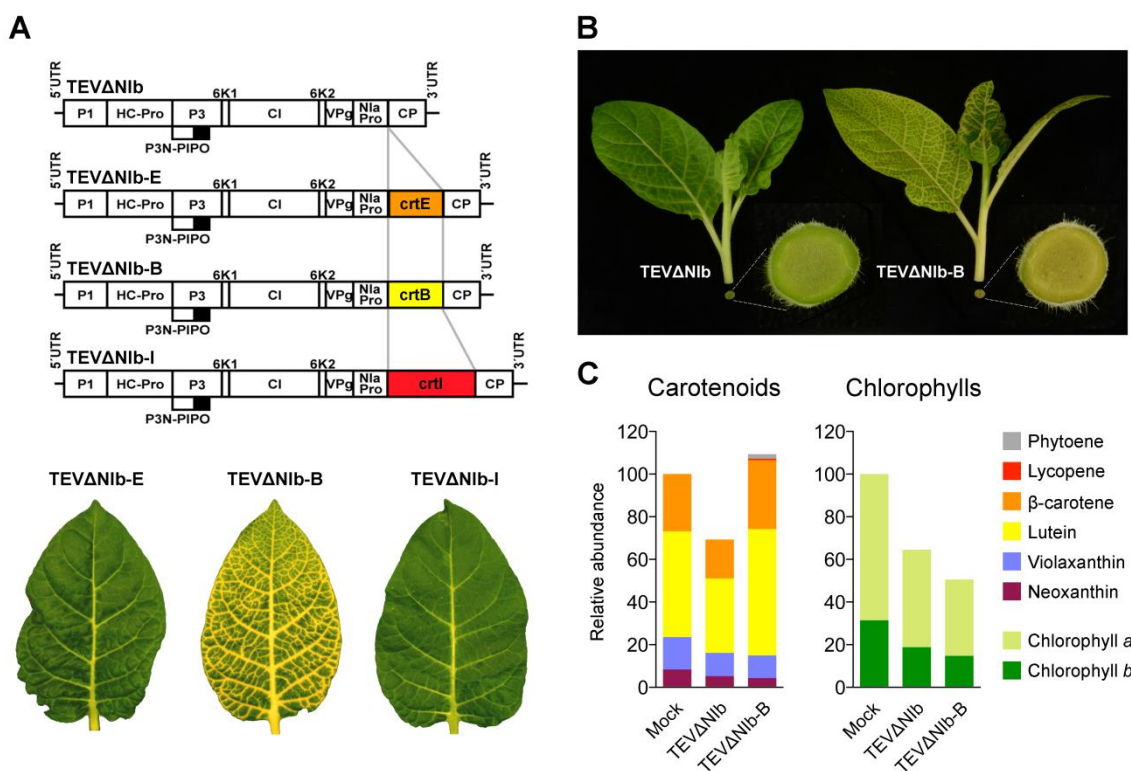 A
TEVΔNIb
5′UTR
P1
HC-Pro
P3
6K1
CI
6K2
VPg
NIa
Pro
CP
3′UTR
P3N-PIPO
TEVΔNIb-E
5′UTR
P1
HC-Pro
P3
6K1
CI
6K2
VPg
NIa
Pro
crtE
CP
3′UTR
P3N-PIPO
TEVΔNIb-B
5′UTR
P1
HC-Pro
P3
6K1
CI
6K2
VPg
NIa
Pro
crtB
CP
3′UTR
P3N-PIPO
TEVΔNIb-I
5′UTR
P1
HC-Pro
P3
6K1
CI
6K2
VPg
NIa
Pro
crtI
CP
3′UTR
P3N-PIPO
TEVΔNIb-E
TEVΔNIb-B
TEVΔNIb-I
B
TEVΔNIb
TEVΔNIb-B
C
Carotenoids
Relative abundance
120
100
80
60
40
20
0
Mock
TEVΔNIb
TEVΔNIb-B
Chlorophylls
120
100
80
60
40
20
0
Mock
TEVΔNIb
TEVΔNIb-B
Phytoene
Lycopene
β-carotene
Lutein
Violaxanthin
Neoxanthin
Chlorophyll a
Chlorophyll b